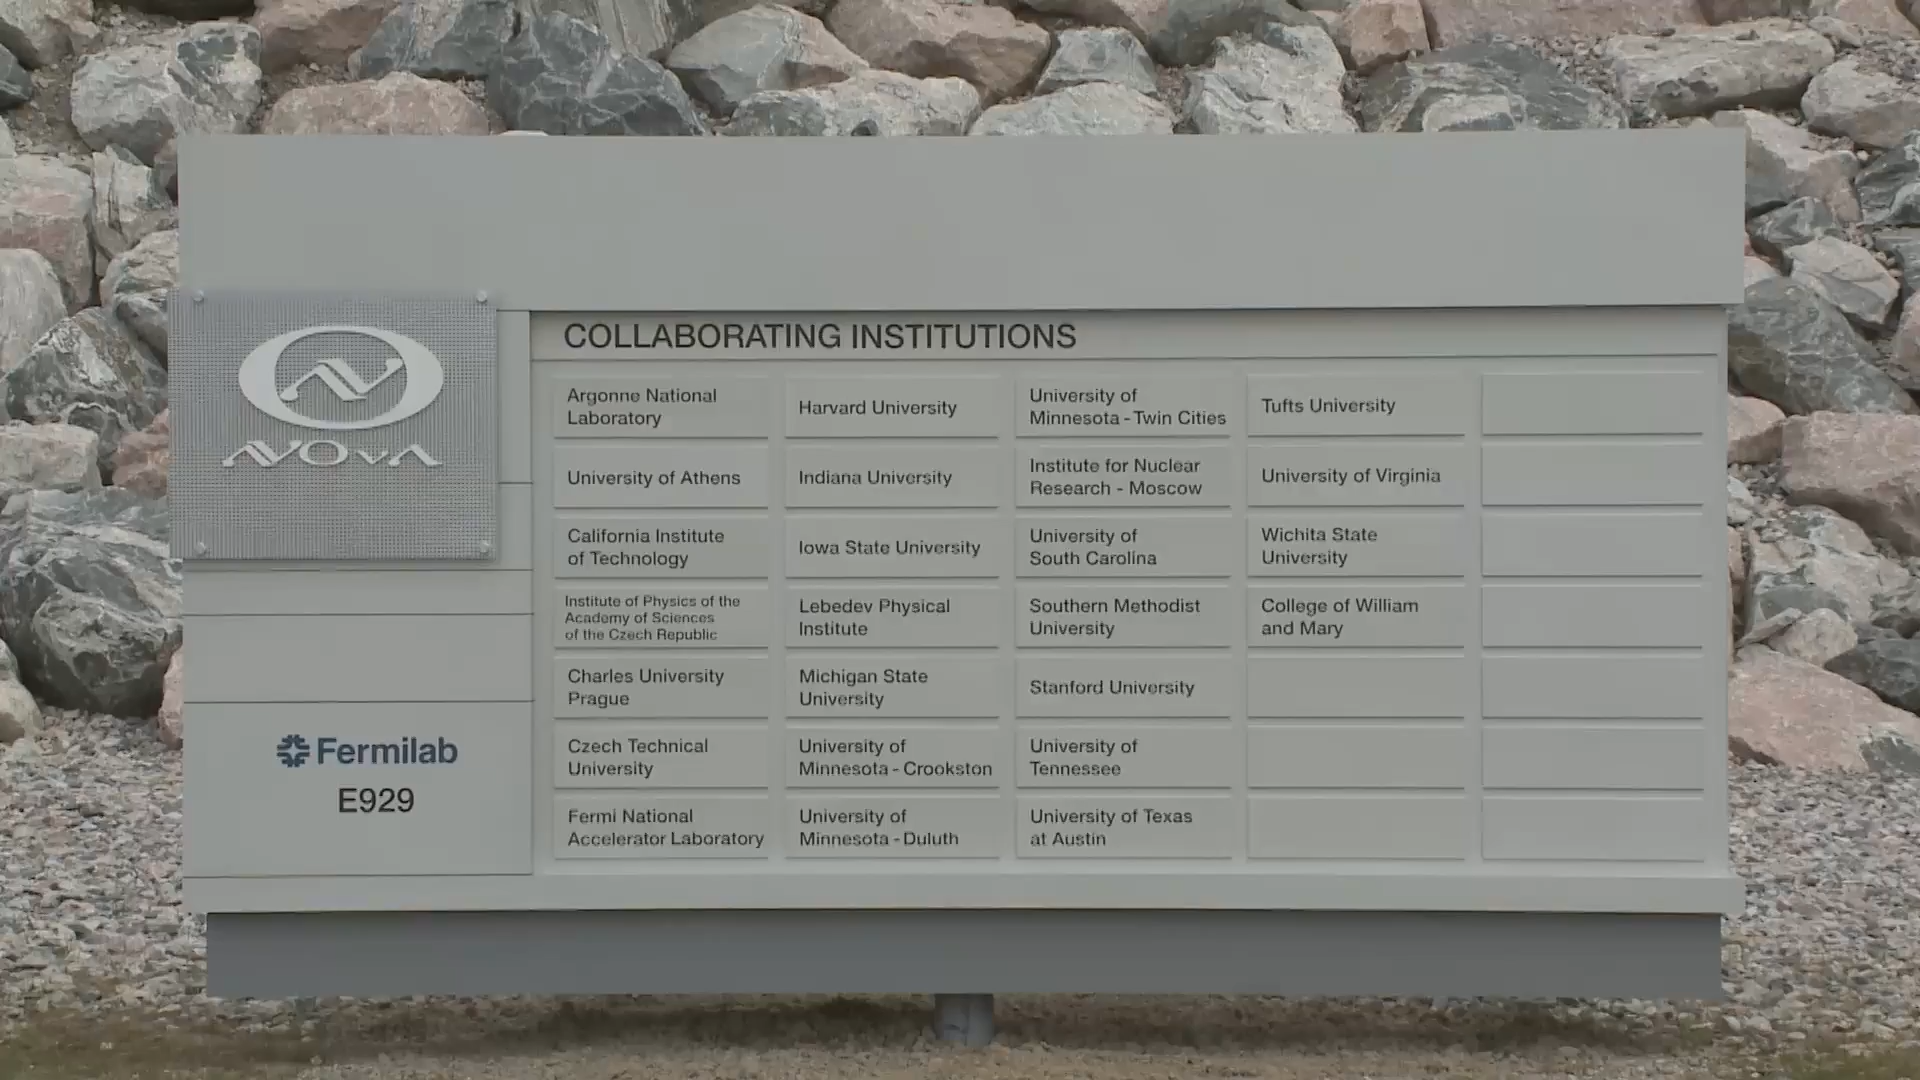 NOνA
Fermilab
E929
COLLABORATING INSTITUTIONS
Argonne National
Laboratory
University of Athens
California Institute
of Technology
Institute of Physics of the
Academy of Sciences
of the Czech Republic
Charles University
Prague
Czech Technical
University
Fermi National
Accelerator Laboratory
Harvard University
Indiana University
Iowa State University
Lebedev Physical
Institute
Michigan State
University
University of
Minnesota - Crookston
University of
Minnesota - Duluth
University of
Minnesota - Twin Cities
Institute for Nuclear
Research - Moscow
University of
South Carolina
Southern Methodist
University
Stanford University
University of
Tennessee
University of Texas
at Austin
Tufts University
University of Virginia
Wichita State
University
College of William
and Mary